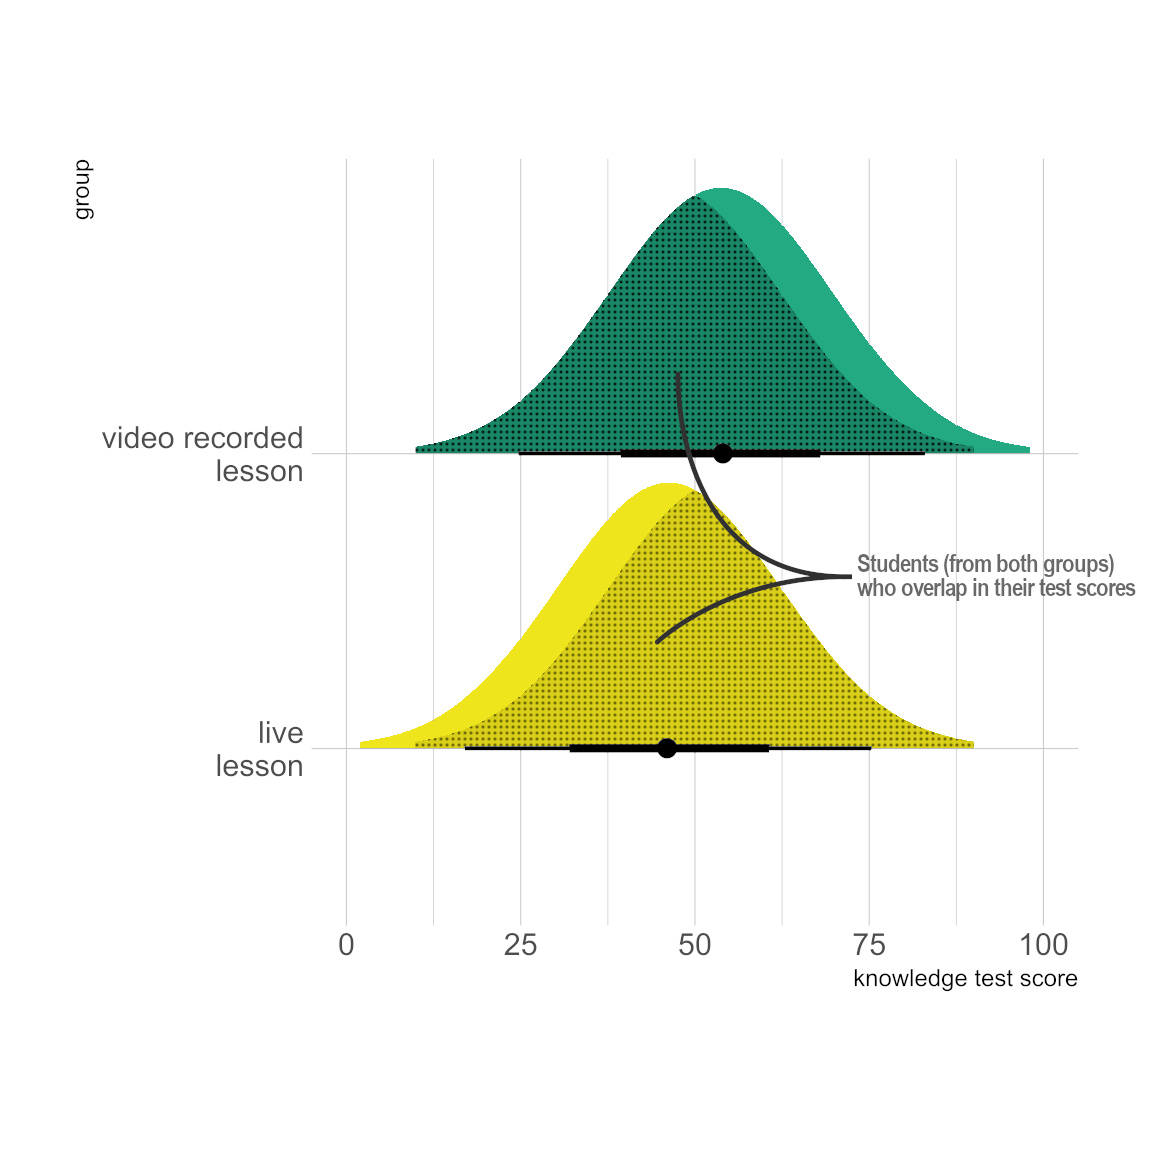 group
video recorded
lesson
Students (from both groups)
who overlap in their test scores
live
lesson
0 25 50 75 100
knowledge test score